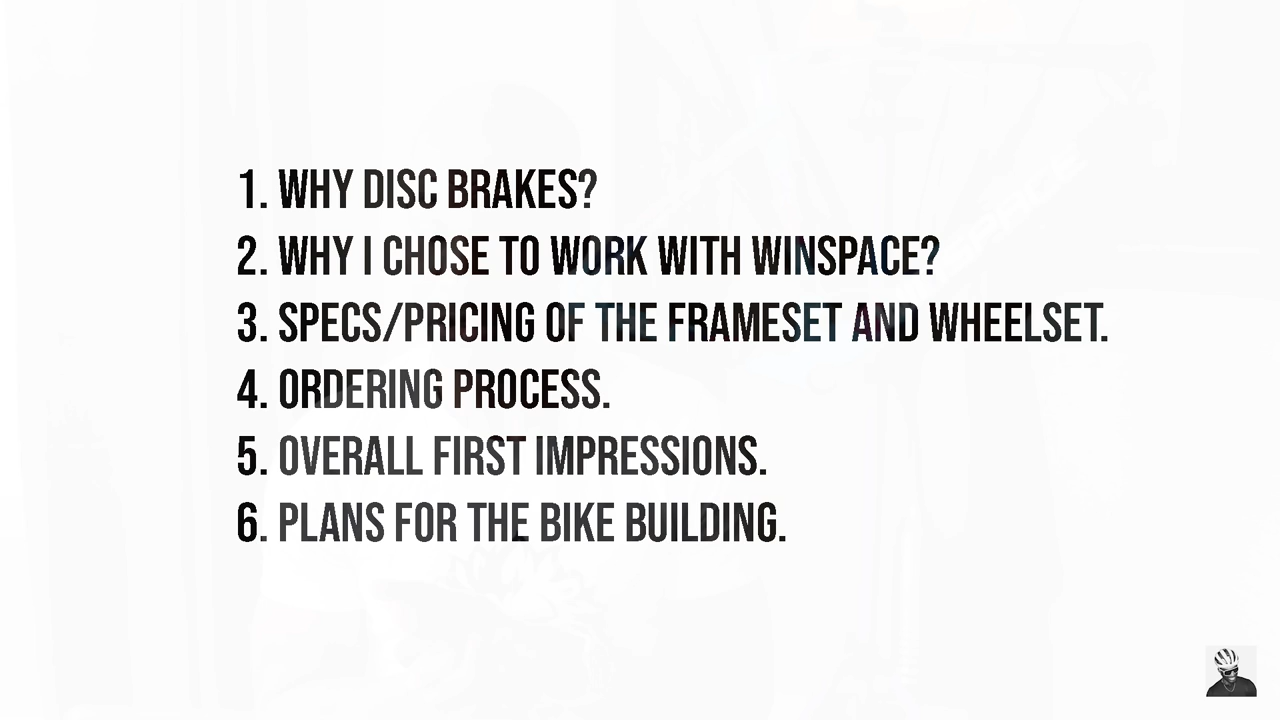 1. WHY DISC BRAKES?
2. WHY I CHOSE TO WORK WITH WINSPACE?
3. SPECS/PRICING OF THE FRAMESET AND WHEELSET.
4. ORDERING PROCESS.
5. OVERALL FIRST IMPRESSIONS.
6. PLANS FOR THE BIKE BUILDING.